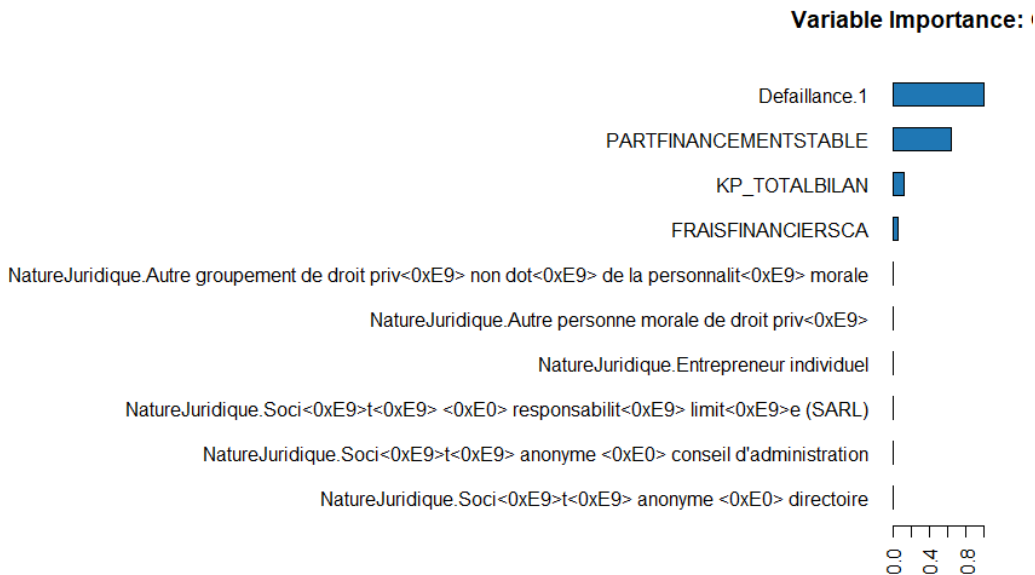 Variable Importance:
Defaillance.1
PARTFINANCEMENTSTABLE
KP_TOTALBILAN
FRAISFINANCIERSCA
NatureJuridique.Autre groupement de droit priv<0xE9> non dot<0xE9> de la personnalit<0xE9> morale
NatureJuridique.Autre personne morale de droit priv<0xE9>
NatureJuridique.Entrepreneur individuel
NatureJuridique.Soci<0xE9>t<0xE9> <0xE0> responsabilit<0xE9> limit<0xE9>e (SARL)
NatureJuridique.Soci<0xE9>t<0xE9> anonyme <0xE0> conseil d'administration
NatureJuridique.Soci<0xE9>t<0xE9> anonyme <0xE0> directoire
0.0 0.4 0.8